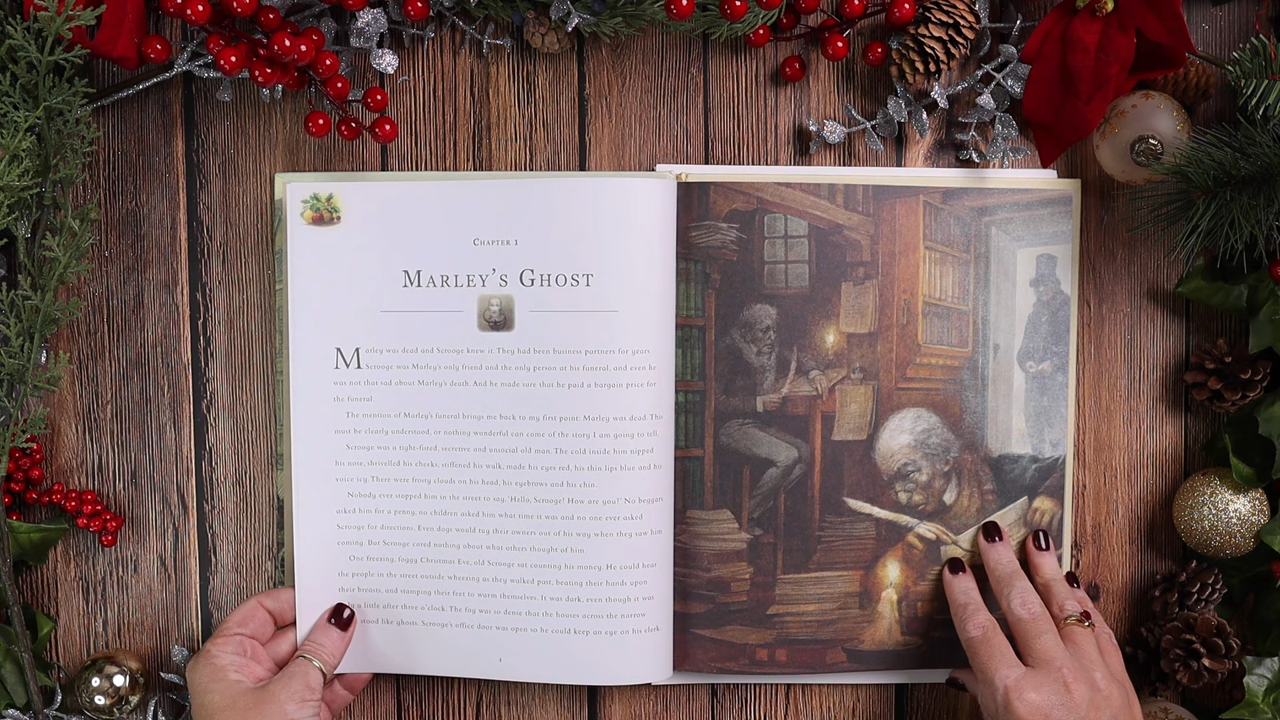 CHAPTER 1
MARLEY'S GHOST
Marley was dead and Scrooge knew it. They had been business partners for years
Scrooge was Marley's only friend and the only person at his funeral, and even he
was not that sad about Marley's death. And he made sure that he paid a bargain price for
the funeral.
The mention of Marley's funeral brings me back to my first point: Marley was dead. This
must be clearly understood, or nothing wonderful can come of the story I am going to tell.
Scrooge was a tight-fisted, secretive and unsocial old man. The cold inside him nipped
his nose, shrivelled his cheeks, stiffened his walk, made his eyes red, his thin lips blue and his
voice icy. There were frosty clouds on his head, his eyebrows and his chin.
Nobody ever stopped him in the street to say, 'Hello, Scrooge! How are you?' No beggars
asked him for a penny, no children asked him what time it was and no one ever asked
Scrooge for directions. Even dogs would tug their owners out of his way when they saw him
coming. But Scrooge cared nothing about what others thought of him.
One freezing, foggy Christmas Eve, old Scrooge sat counting his money. He could hear
the people in the street outside wheezing as they walked past, beating their hands upon
their breasts, and stamping their feet to warm themselves. It was dark, even though it was
a little after three o'clock. The fog was so dense that the houses across the narrow
stood like ghosts. Scrooge's office door was open so he could keep an eye on his clerk.
1